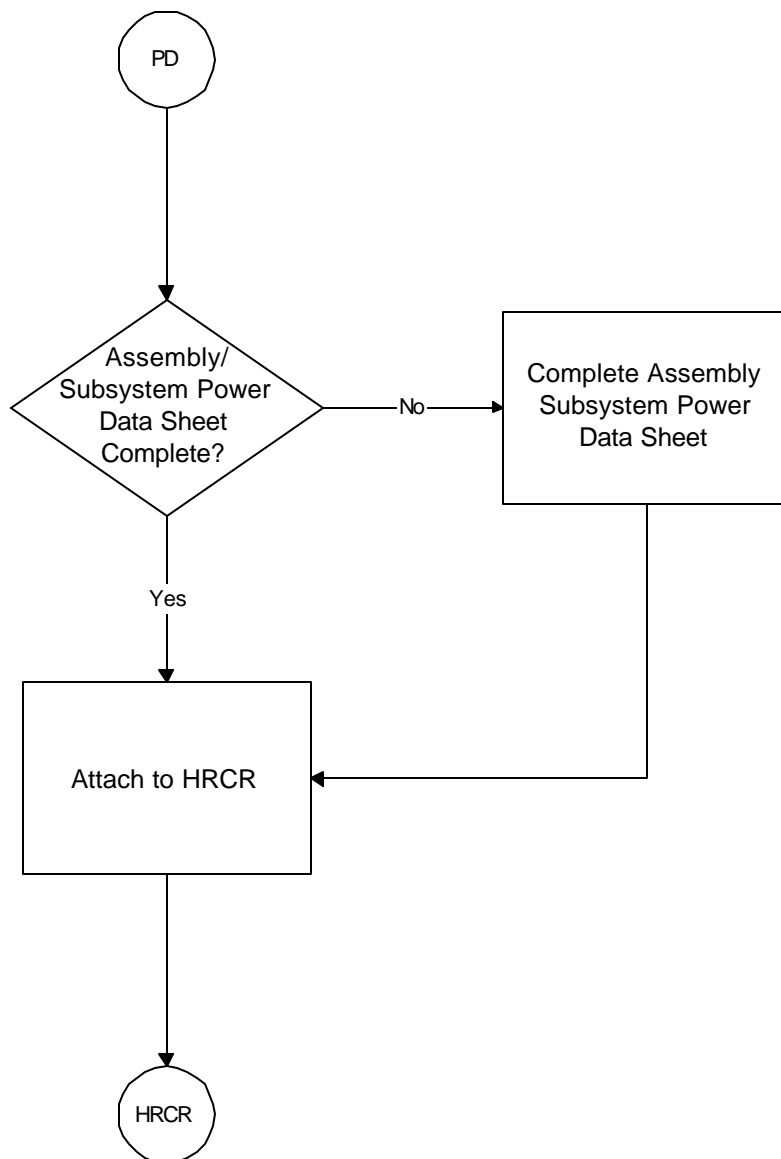 PD
Assembly/
Subsystem Power
Data Sheet
Complete?
No
Complete Assembly
Subsystem Power
Data Sheet
Yes
Attach to HRCR
HRCR